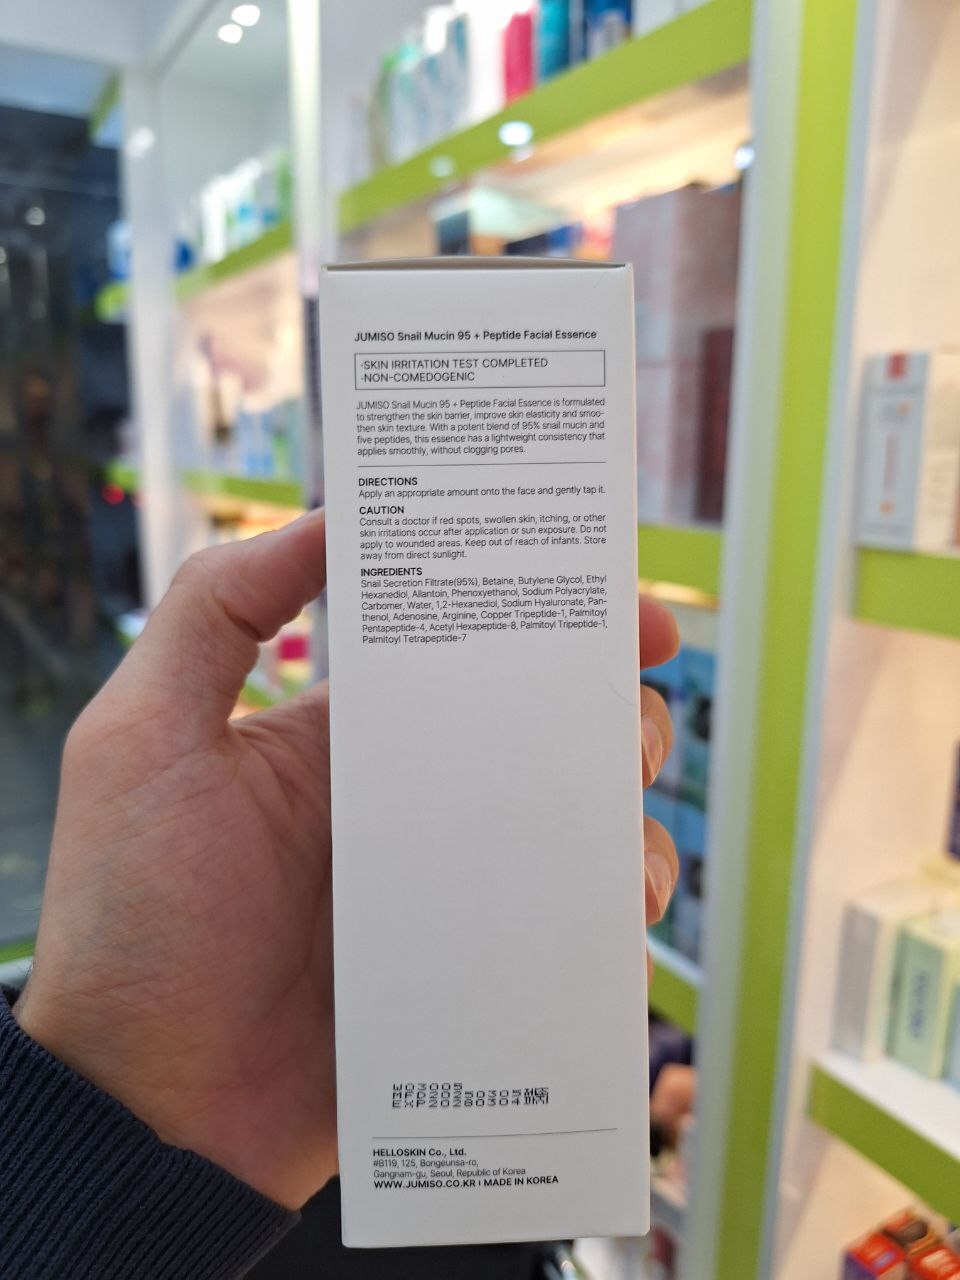 JUMISO Snail Mucin 95 + Peptide Facial Essence
·SKIN IRRITATION TEST COMPLETED
·NON-COMEDOGENIC
JUMISO Snail Mucin 95 + Peptide Facial Essence is formulated
to strengthen the skin barrier, improve skin elasticity and smoo-
then skin texture. With a potent blend of 95% snail mucin and
five peptides, this essence has a lightweight consistency that
applies smoothly, without clogging pores.
DIRECTIONS
Apply an appropriate amount onto the face and gently tap it.
CAUTION
Consult a doctor if red spots, swollen skin, itching, or other
skin irritations occur after application or sun exposure. Do not
apply to wounded areas. Keep out of reach of infants. Store
away from direct sunlight.
INGREDIENTS
Snail Secretion Filtrate(95%), Betaine, Butylene Glycol, Ethyl
Hexanediol, Allantoin, Phenoxyethanol, Sodium Polyacrylate,
Carbomer, Water, 1,2-Hexanediol, Sodium Hyaluronate, Pan-
thenol, Adenosine, Arginine, Copper Tripeptide-1, Palmitoyl
Pentapeptide-4, Acetyl Hexapeptide-8, Palmitoyl Tripeptide-1,
Palmitoyl Tetrapeptide-7
WO3005
MFD20250305
EXP20280304
HELLOSKIN Co., Ltd.
#B119, 125, Bongeunsa-ro,
Gangnam-gu, Seoul, Republic of Korea
WWW.JUMISO.CO.KR | MADE IN KOREA